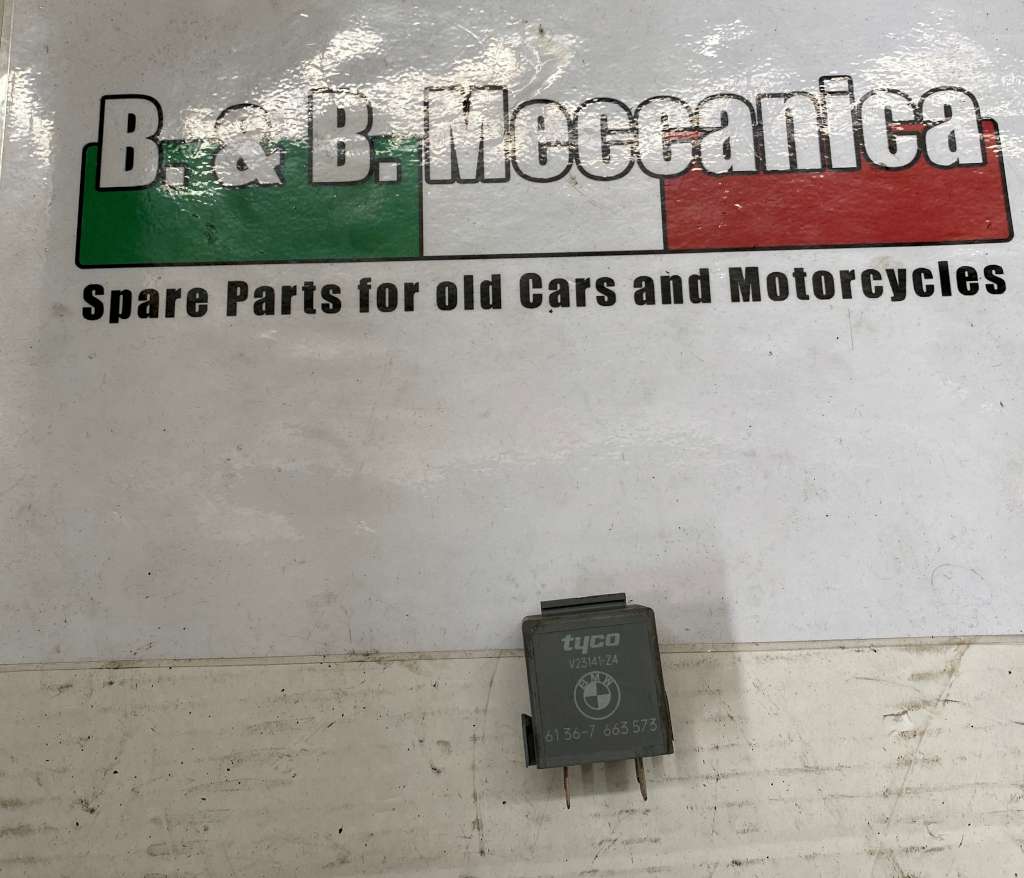 B. & B. Meccanica
Spare Parts for old Cars and Motorcycles
tyco
V23141-Z4
BMW
61 36-7 663 573